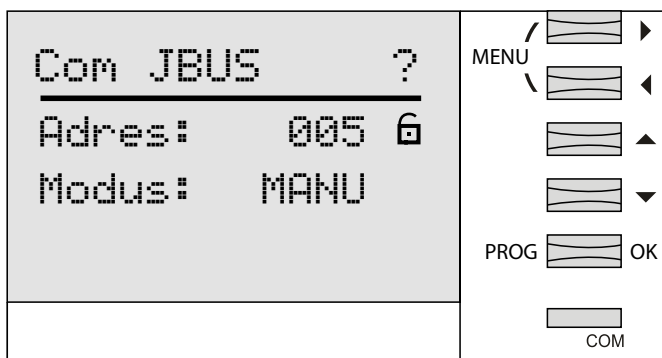 Com JBUS ?
Adres: 005
Modus: MANU
MENU
PROG OK
COM